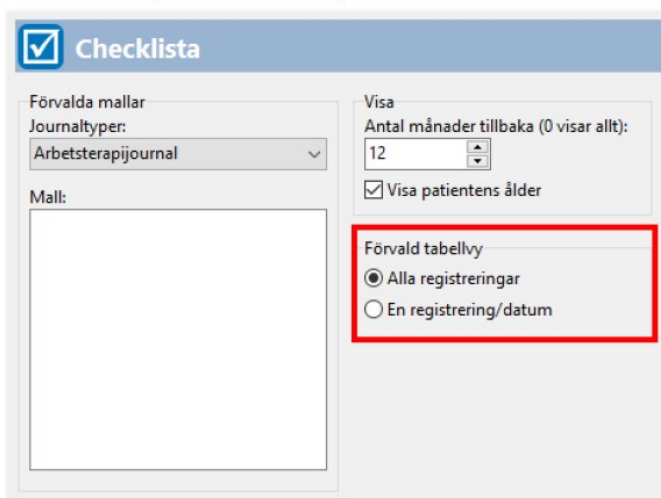 Checklista
Förvalda mallar
Journaltyper:
Arbetsterapijournal
Mall:
Visa
Antal månader tillbaka (0 visar allt):
12
Visa patientens ålder
Förvald tabellvy
Alla registreringar
En registrering/datum